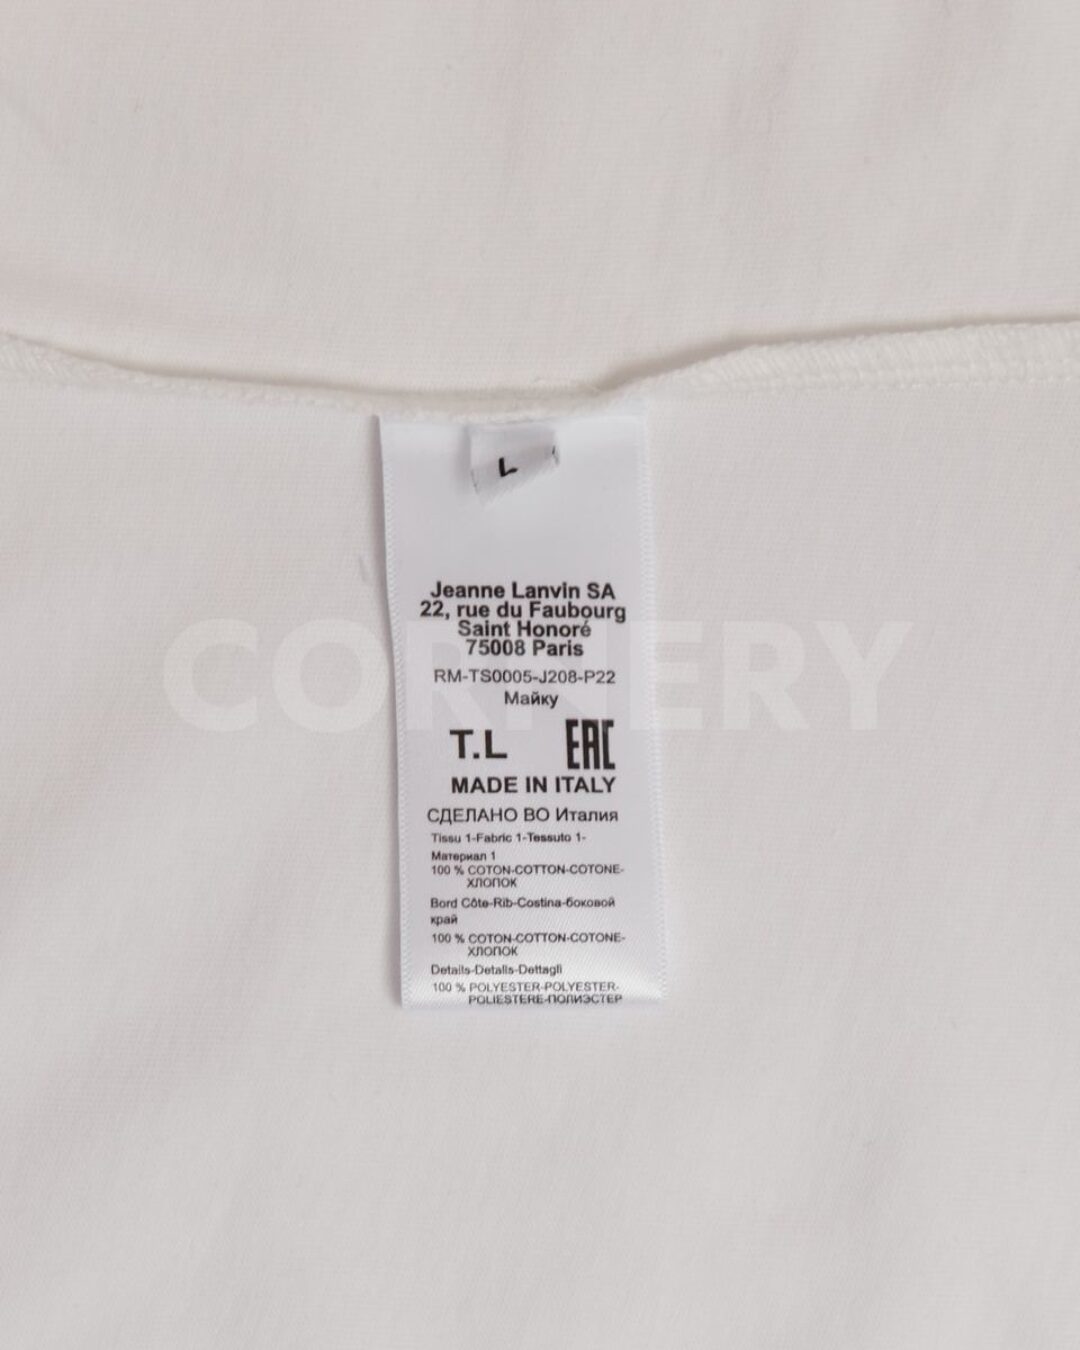 L
Jeanne Lanvin SA
22, rue du Faubourg
Saint Honoré
75008 Paris
RM-TS0005-J208-P22
Майку
T.L EAC
MADE IN ITALY
СДЕЛАНО ВО Италия
Tissu 1-Fabric 1-Tessuto 1-
Материал 1
100 % COTON-COTTON-COTONE-
ХЛОПОК
Bord Côte-Rib-Costina-боковой
край
100 % COTON-COTTON-COTONE-
ХЛОПОК
Details-Details-Dettagli
100 % POLYESTER-POLYESTER-
POLIESTERE-ПОЛИЭСТЕР
CORNERY